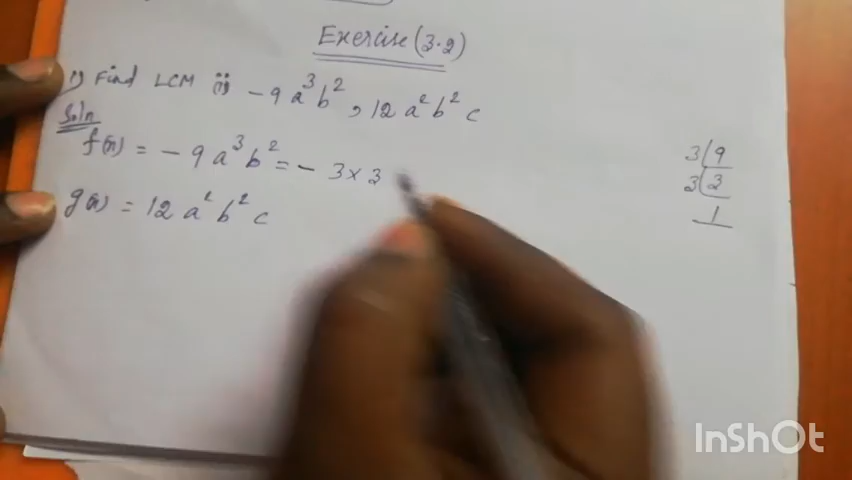 Exercise (3.2)
1) Find LCM ii) -9a³b², 12a²b²c
Soln
f(x) = -9a³b² = - 3×3
g(x) = 12a²b²c
3 9
3 3
1
InShOt